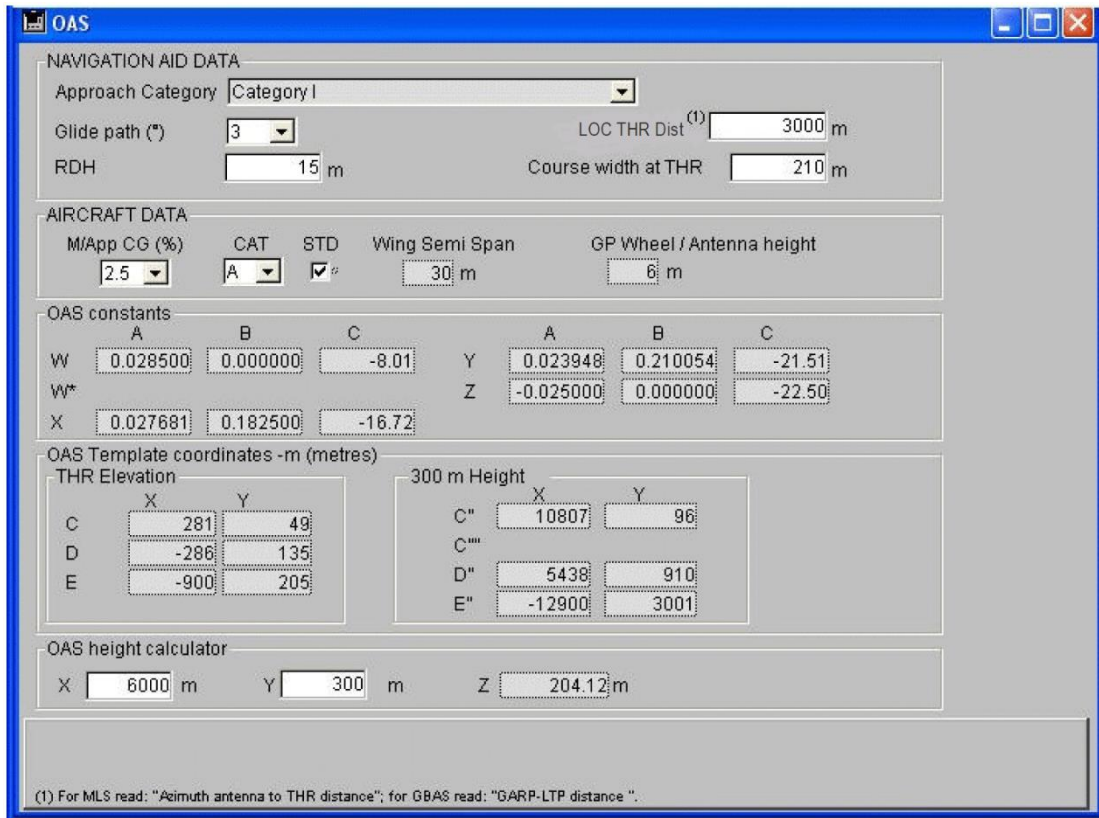 OAS
NAVIGATION AID DATA
Approach Category Category I
Glide path (°) 3 LOC THR Dist (1) 3000 m
RDH 15 m Course width at THR 210 m
AIRCRAFT DATA
M/App CG (%) CAT STD Wing Semi Span GP Wheel / Antenna height
2.5 A 30 m 6 m
OAS constants
A B C A B C
W 0.028500 0.000000 -8.01 Y 0.023948 0.210054 -21.51
W* Z -0.025000 0.000000 -22.50
X 0.027681 0.182500 -16.72
OAS Template coordinates -m (metres)
THR Elevation 300 m Height
X Y X Y
C 281 49 C" 10807 96
D -286 135 C""
E -900 205 D" 5438 910
E" -12900 3001
OAS height calculator
X 6000 m Y 300 m Z 204.12 m
(1) For MLS read: "Azimuth antenna to THR distance"; for GBAS read: "GARP-LTP distance ".